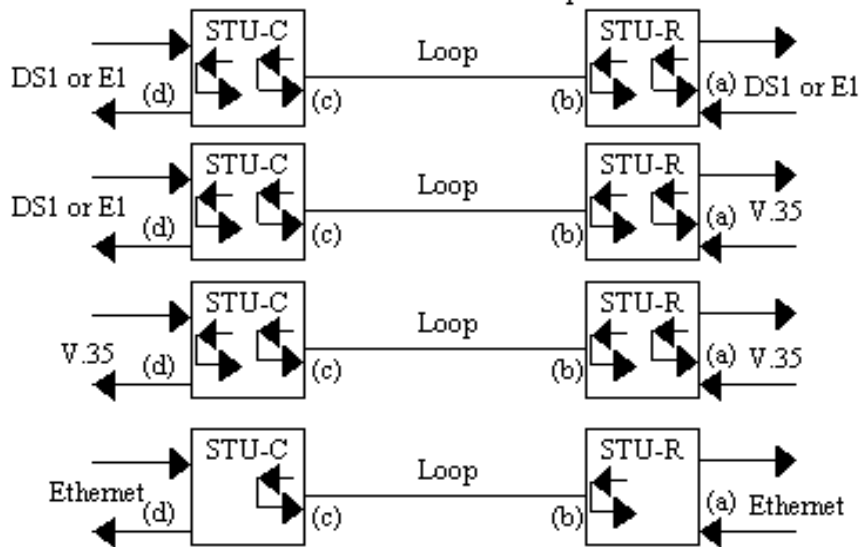 STU-C
STU-R
Loop
DS1 or E1
(d)
(c)
(b)
(a)
DS1 or E1
STU-C
STU-R
Loop
DS1 or E1
(d)
(c)
(b)
(a)
V.35
STU-C
STU-R
Loop
V.35
(d)
(c)
(b)
(a)
V.35
STU-C
STU-R
Loop
Ethernet
(d)
(c)
(b)
(a)
Ethernet